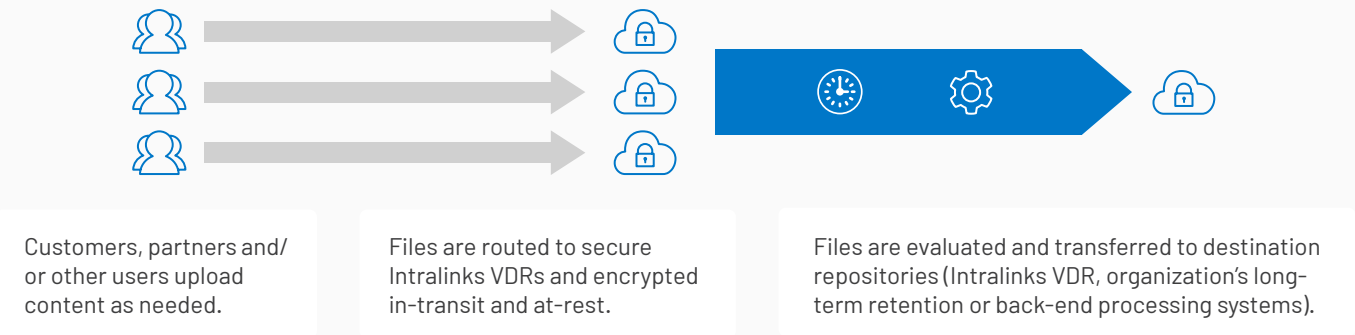 Customers, partners and/
or other users upload
content as needed.
Files are routed to secure
Intralinks VDRs and encrypted
in-transit and at-rest.
Files are evaluated and transferred to destination
repositories (Intralinks VDR, organization's long-
term retention or back-end processing systems).